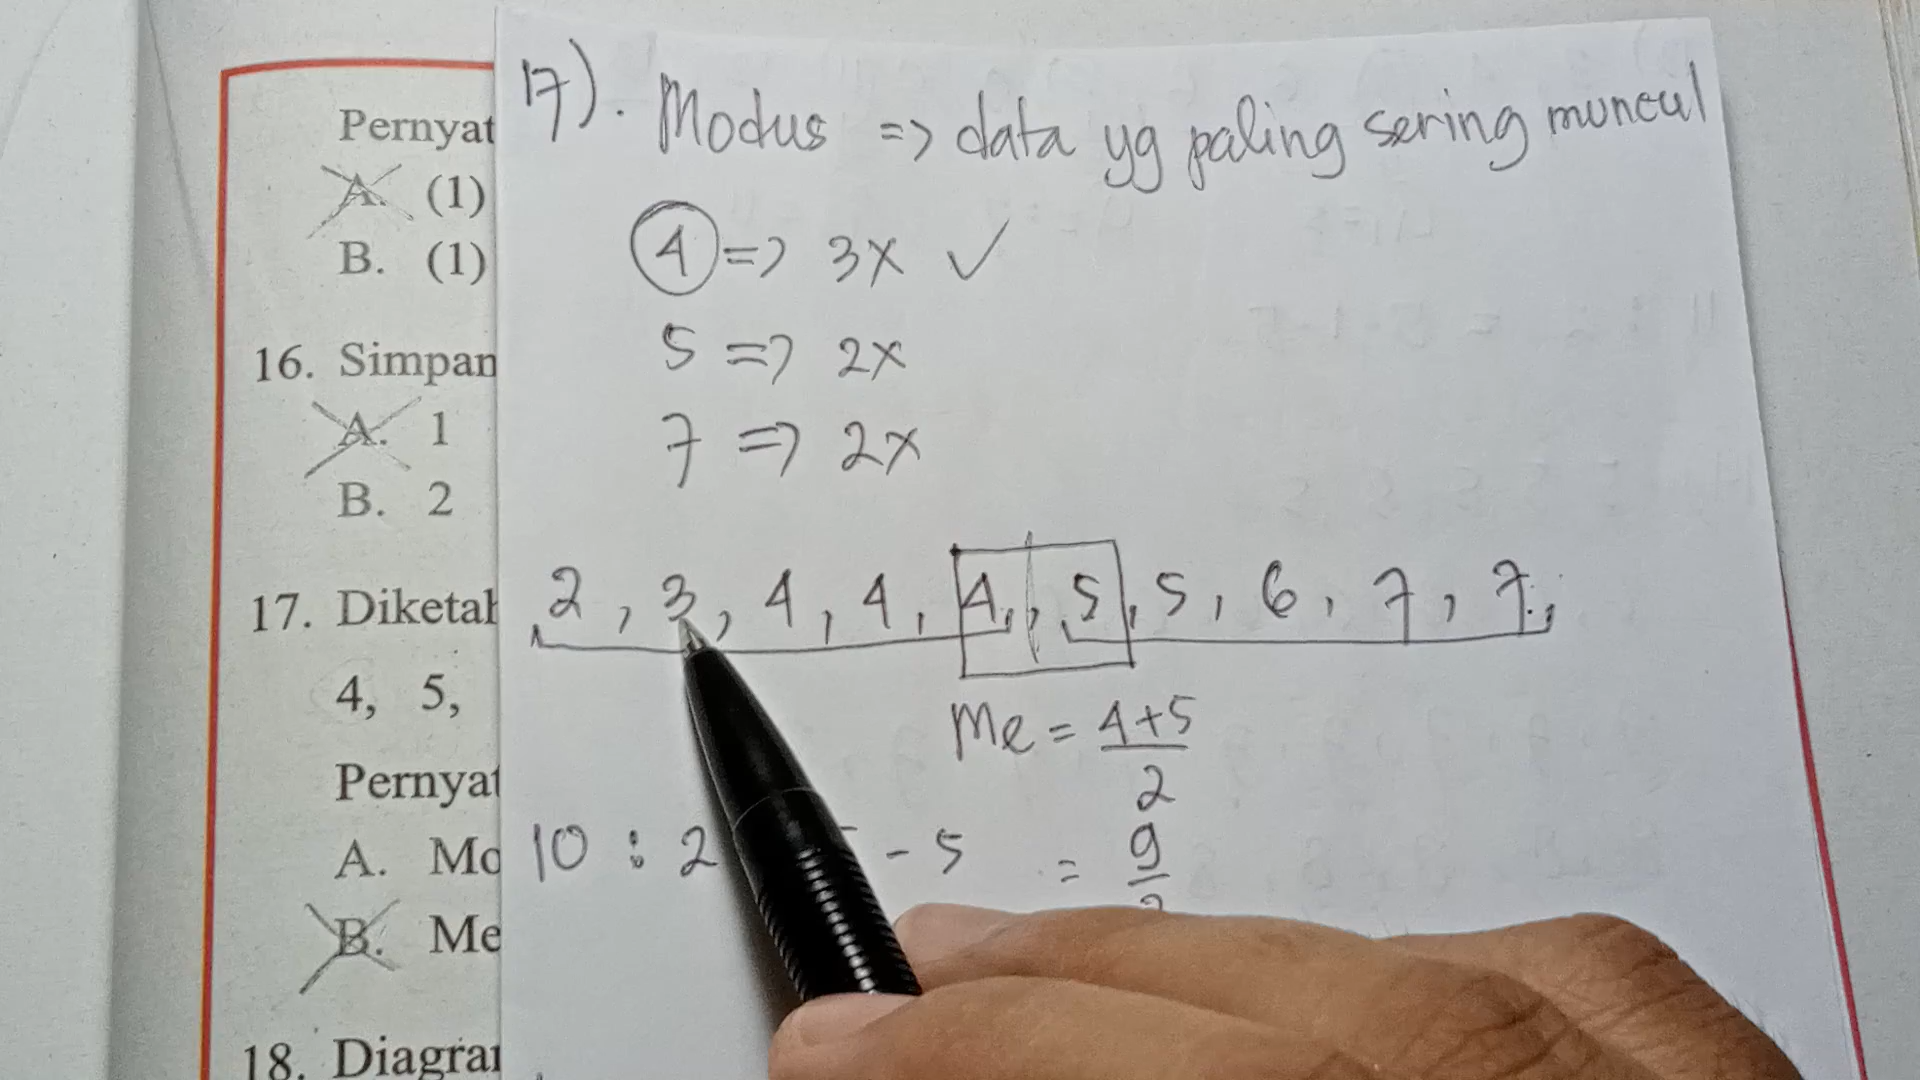 Pernyat
A. (1)
B. (1)
16. Simpan
A. 1
B. 2
17. Diketah
4, 5,
Pernyat
A. Mo
B. Me
18. Diagra
17). Modus => data yg paling sering muncul
4 => 3x ✓
5 => 2x
7 => 2x
2, 3, 4, 4, 4, 5, 5, 6, 7, 7,
Me = 4+5
2
10 : 2 - 5 = 9